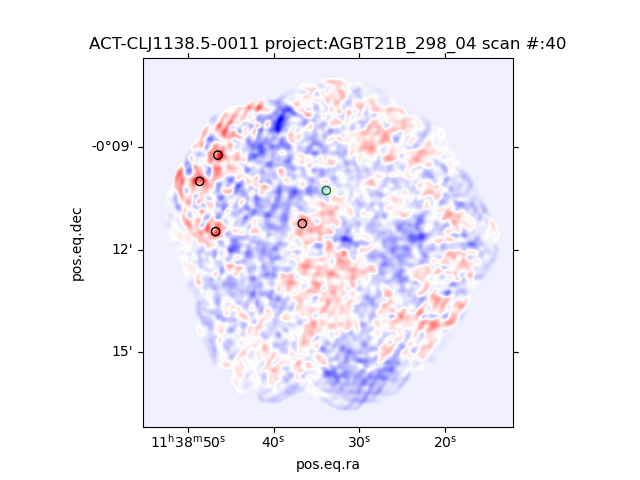 ACT-CLJ1138.5-0011 project:AGBT21B_298_04 scan #:40
-0°09'
12'
15'
pos.eq.dec
11ʰ38ᵐ50ˢ 40ˢ 30ˢ 20ˢ
pos.eq.ra